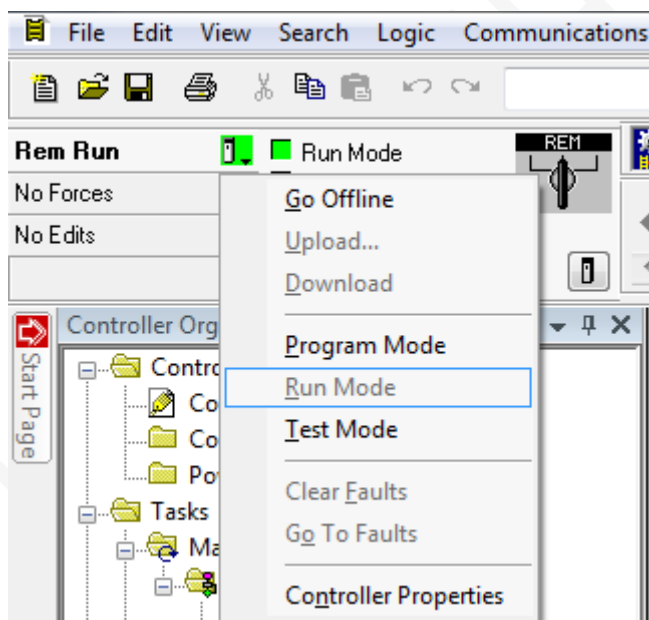 File Edit View Search Logic Communications
Rem Run Run Mode REM
No Forces
No Edits
Go Offline
Upload...
Download
Program Mode
Run Mode
Test Mode
Clear Faults
Go To Faults
Controller Properties
Start Page
Controller Org
Contro
Co
Co
Po
Tasks
Ma